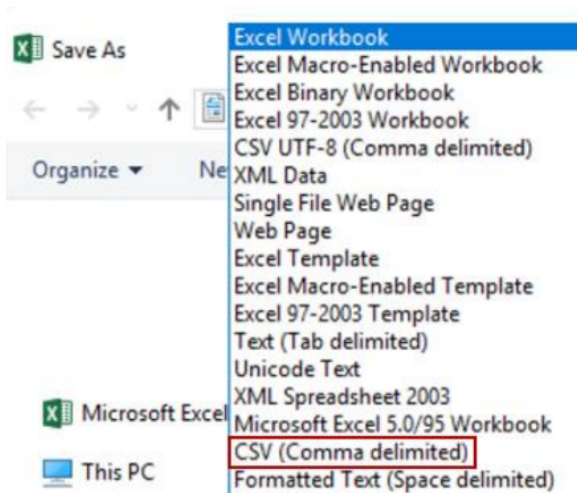 Save As
Excel Workbook
Excel Macro-Enabled Workbook
Excel Binary Workbook
Excel 97-2003 Workbook
CSV UTF-8 (Comma delimited)
Organize
Ne
XML Data
Single File Web Page
Web Page
Excel Template
Excel Macro-Enabled Template
Excel 97-2003 Template
Text (Tab delimited)
Unicode Text
XML Spreadsheet 2003
Microsoft Excel
Microsoft Excel 5.0/95 Workbook
CSV (Comma delimited)
This PC
Formatted Text (Space delimited)